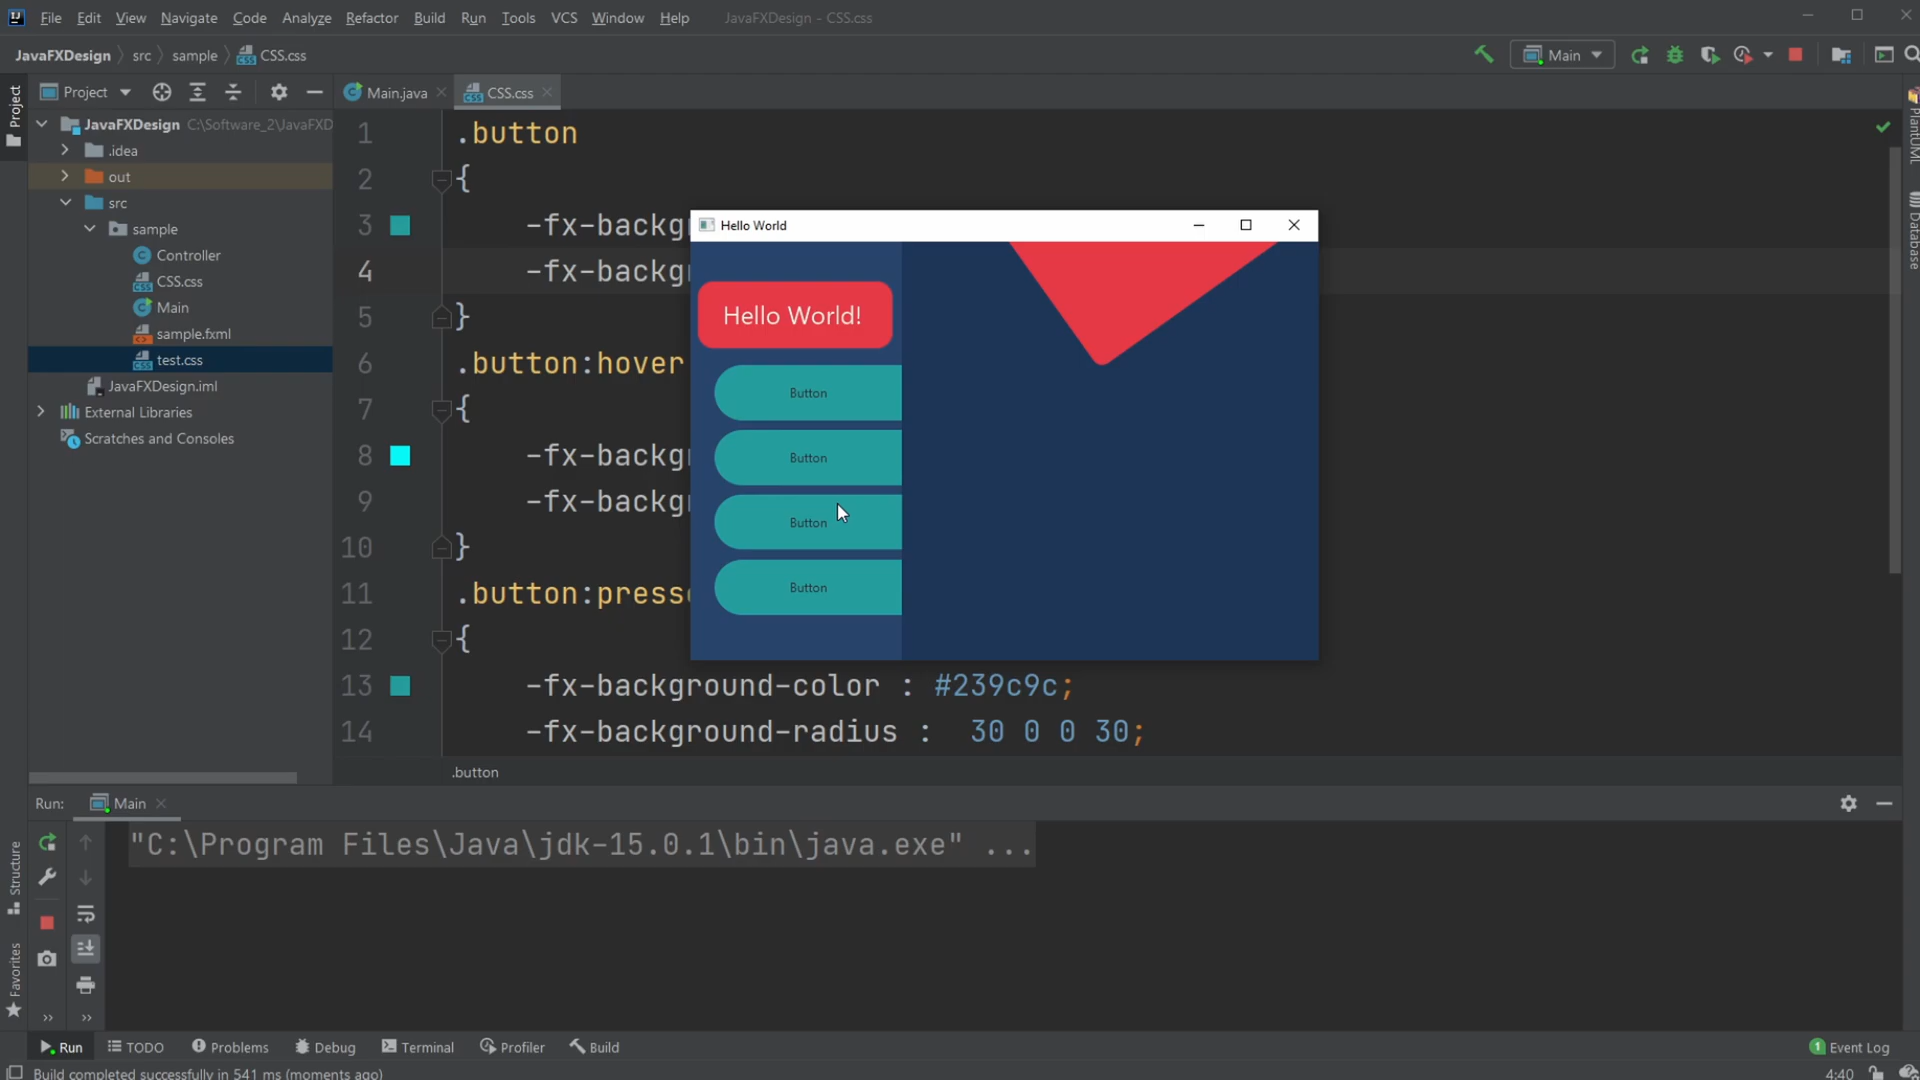 File Edit View Navigate Code Analyze Refactor Build Run Tools VCS Window Help JavaFXDesign - CSS.css
JavaFXDesign src sample CSS.css
Main
Project
Main.java
CSS.css
Project
JavaFXDesign C:\Software_2\JavaFXD
.idea
out
src
sample
Controller
CSS.css
Main
sample.fxml
test.css
JavaFXDesign.iml
External Libraries
Scratches and Consoles
1 .button
2 {
3 -fx-backg
4 -fx-backg
5 }
6 .button:hover
7 {
8 -fx-backg
9 -fx-backg
10 }
11 .button:press
12 {
13 -fx-background-color : #239c9c;
14 -fx-background-radius : 30 0 0 30;
.button
Hello World
Hello World!
Button
Button
Button
Button
PlantUML
Database
Run: Main
"C:\Program Files\Java\jdk-15.0.1\bin\java.exe" ...
Structure
Favorites
Run TODO Problems Debug Terminal Profiler Build 1 Event Log
Build completed successfully in 541 ms (moments ago) 4:40